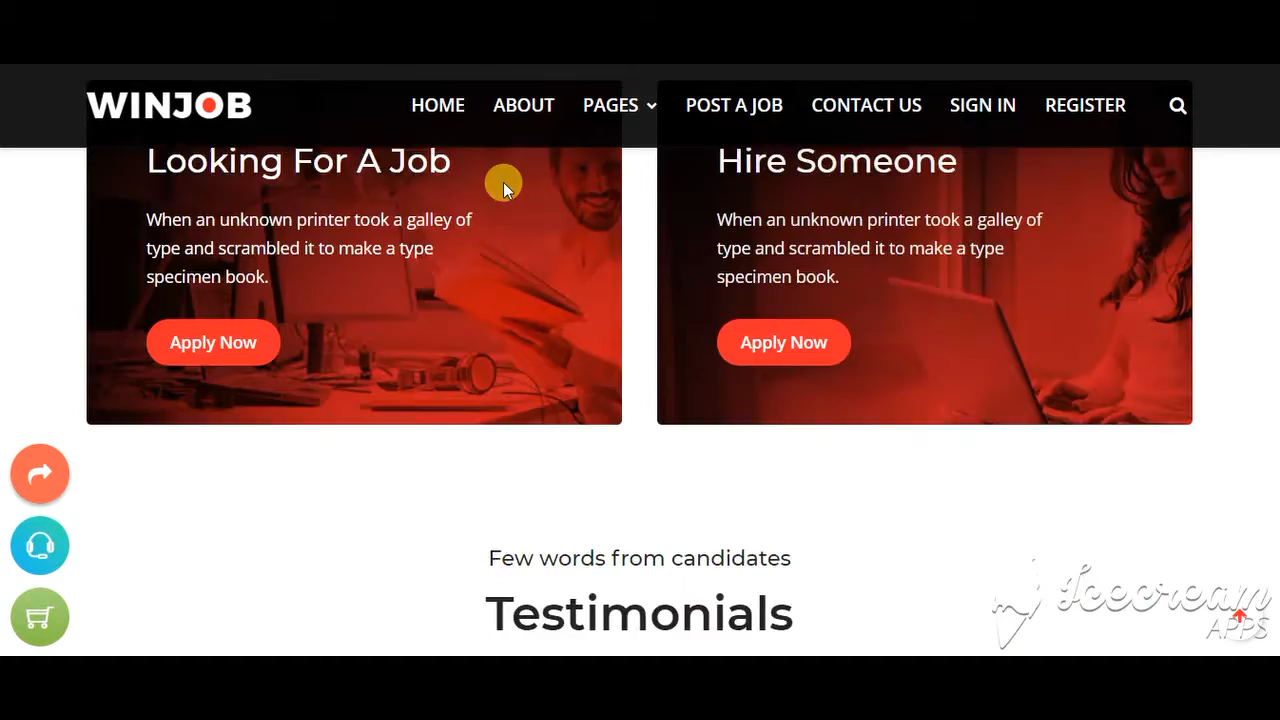 WINJOB
HOME ABOUT PAGES POST A JOB CONTACT US SIGN IN REGISTER
Looking For A Job
When an unknown printer took a galley of
type and scrambled it to make a type
specimen book.
Apply Now
Hire Someone
When an unknown printer took a galley of
type and scrambled it to make a type
specimen book.
Apply Now
Few words from candidates
Testimonials
Icecream
APPS